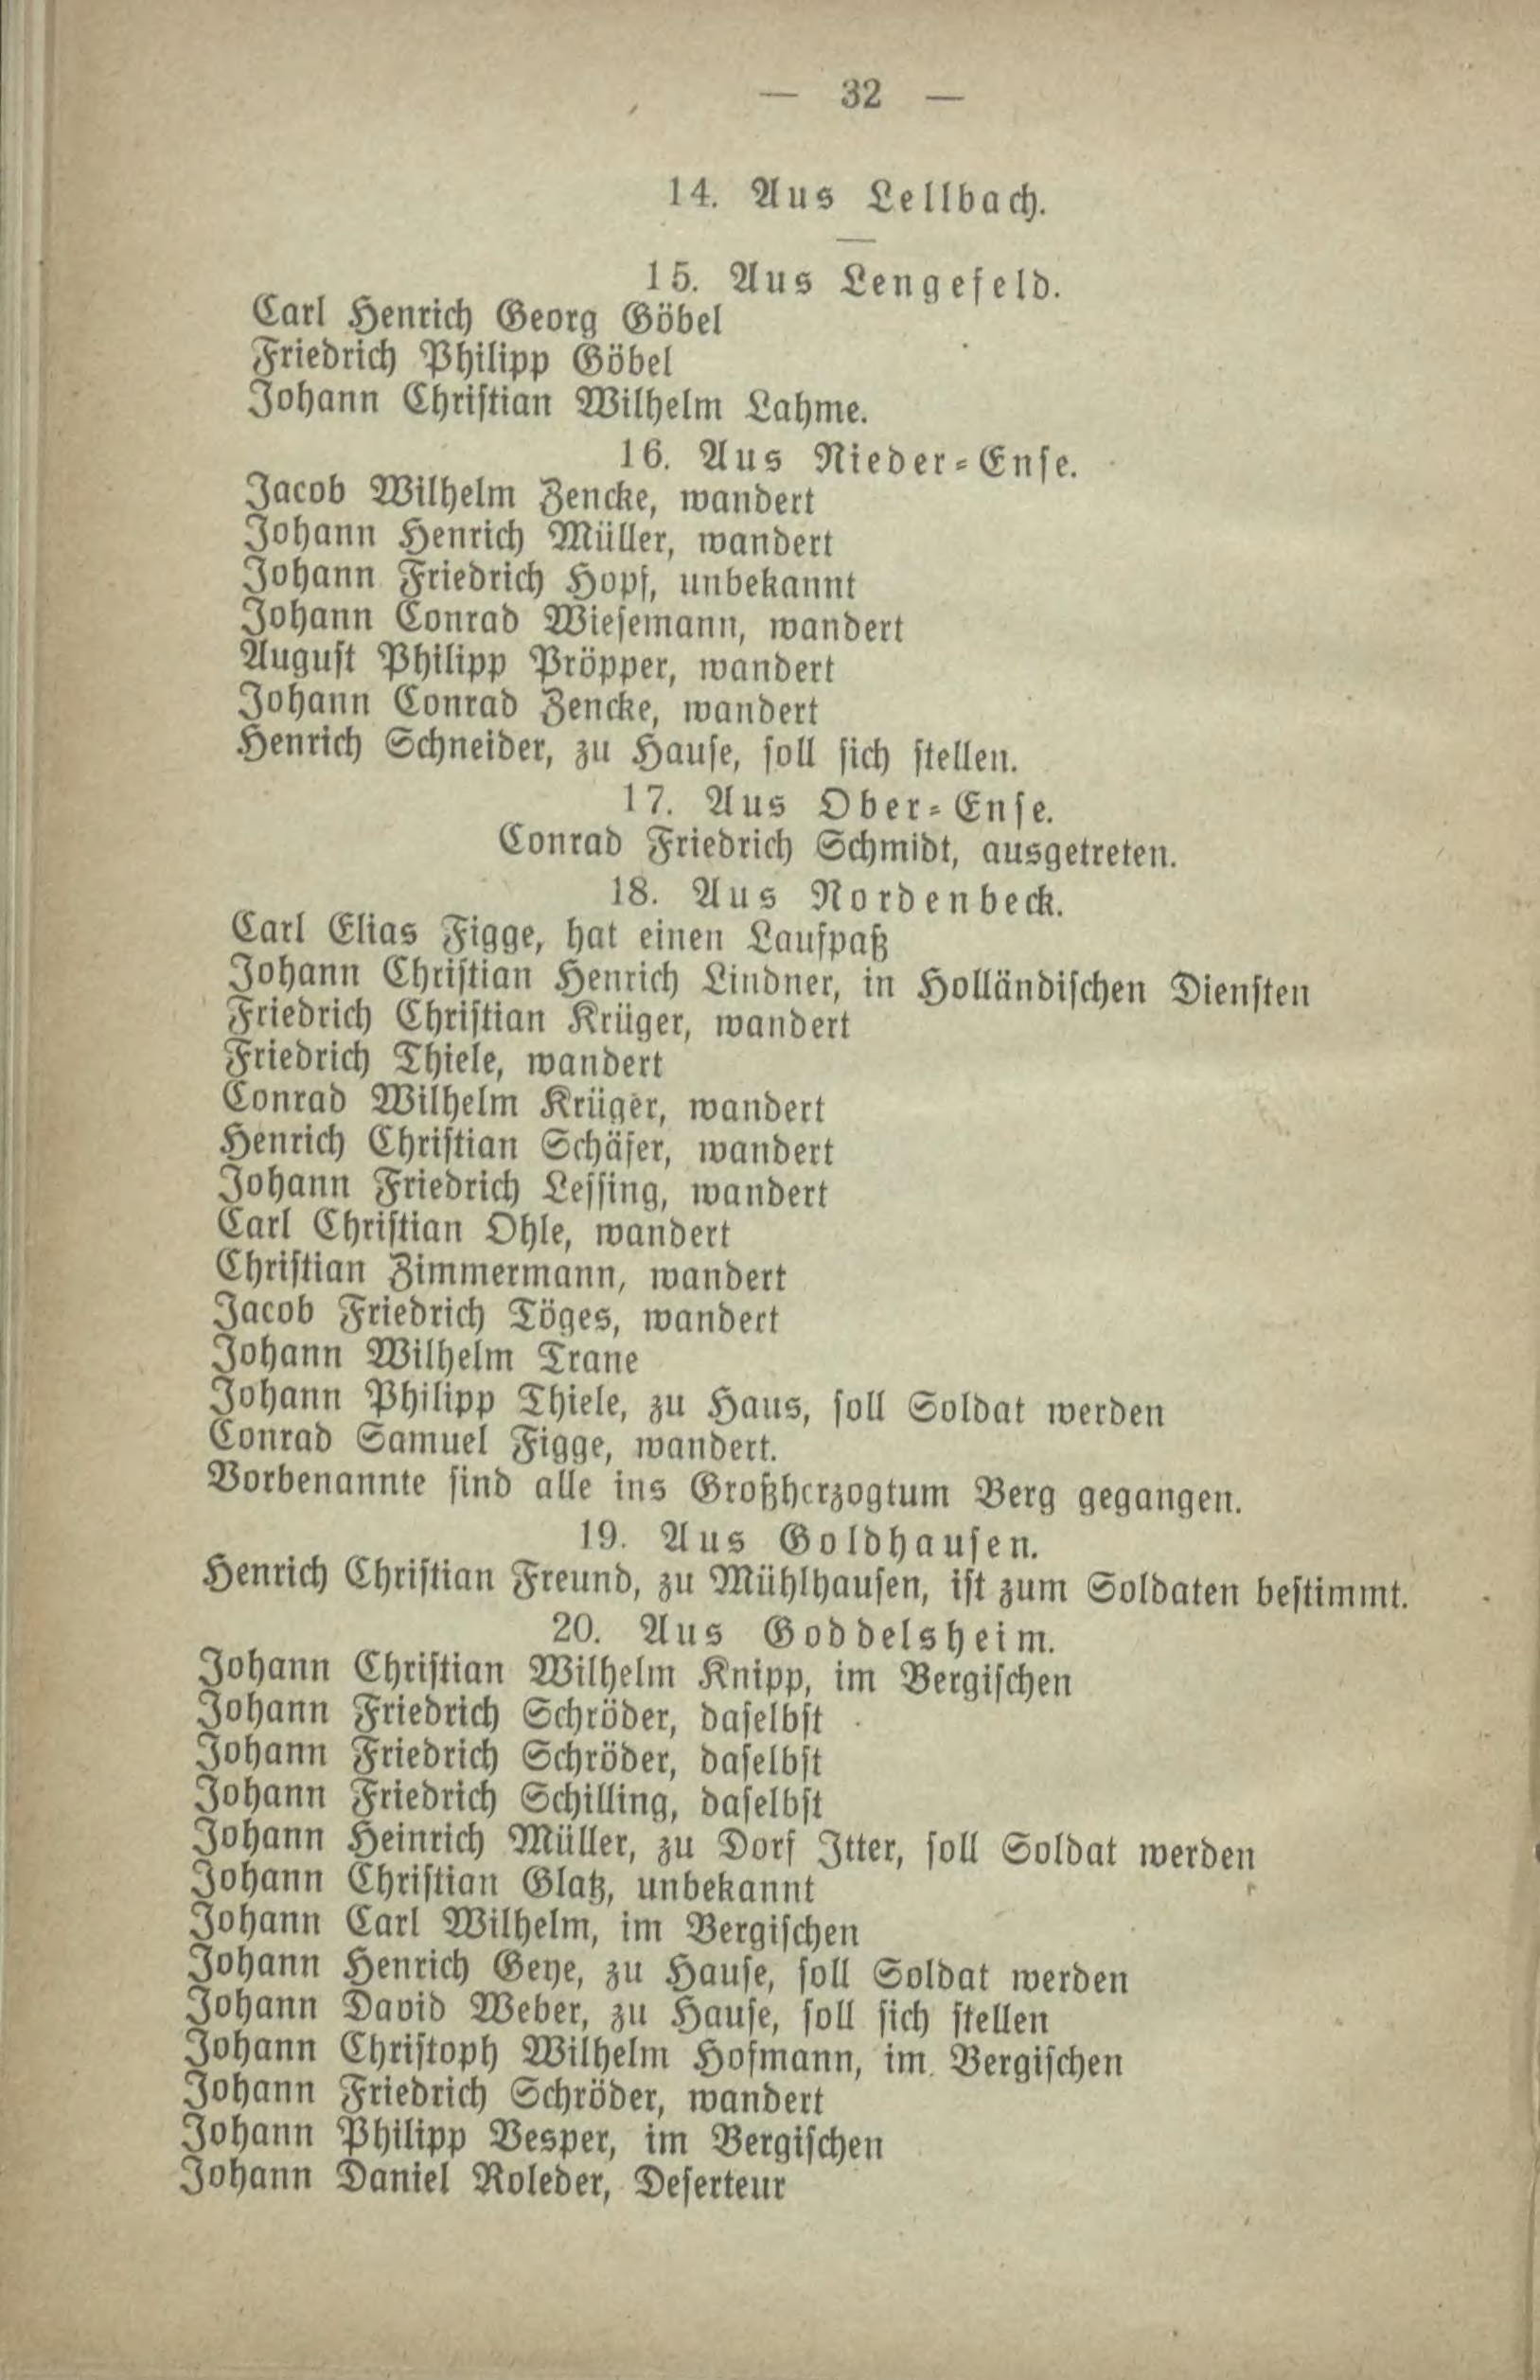 — 32 —
14. Aus Lellbach.
15. Aus Lengefeld.
Carl Henrich Georg Göbel
Friedrich Philipp Göbel
Johann Christian Wilhelm Lahme.
16. Aus Nieder-Ense.
Jacob Wilhelm Zencke, wandert
Johann Henrich Müller, wandert
Johann Friedrich Hopf, unbekannt
Johann Conrad Wiesemann, wandert
August Philipp Pröpper, wandert
Johann Conrad Zencke, wandert
Henrich Schneider, zu Hause, soll sich stellen.
17. Aus Ober-Ense.
Conrad Friedrich Schmidt, ausgetreten.
18. Aus Nordenbeck.
Carl Elias Figge, hat einen Laufpaß
Johann Christian Henrich Lindner, in Holländischen Diensten
Friedrich Christian Krüger, wandert
Friedrich Thiele, wandert
Conrad Wilhelm Krüger, wandert
Henrich Christian Schäfer, wandert
Johann Friedrich Lessing, wandert
Carl Christian Ohle, wandert
Christian Zimmermann, wandert
Jacob Friedrich Töges, wandert
Johann Wilhelm Trane
Johann Philipp Thiele, zu Haus, soll Soldat werden
Conrad Samuel Figge, wandert.
Vorbenannte sind alle ins Großherzogtum Berg gegangen.
19. Aus Goldhausen.
Henrich Christian Freund, zu Mühlhausen, ist zum Soldaten bestimmt.
20. Aus Goddelsheim.
Johann Christian Wilhelm Knipp, im Bergischen
Johann Friedrich Schröder, daselbst
Johann Friedrich Schröder, daselbst
Johann Friedrich Schilling, daselbst
Johann Heinrich Müller, zu Dorf Itter, soll Soldat werden
Johann Christian Glatz, unbekannt
Johann Carl Wilhelm, im Bergischen
Johann Henrich Geye, zu Hause, soll Soldat werden
Johann David Weber, zu Hause, soll sich stellen
Johann Christoph Wilhelm Hofmann, im Bergischen
Johann Friedrich Schröder, wandert
Johann Philipp Vesper, im Bergischen
Johann Daniel Roleder, Deserteur